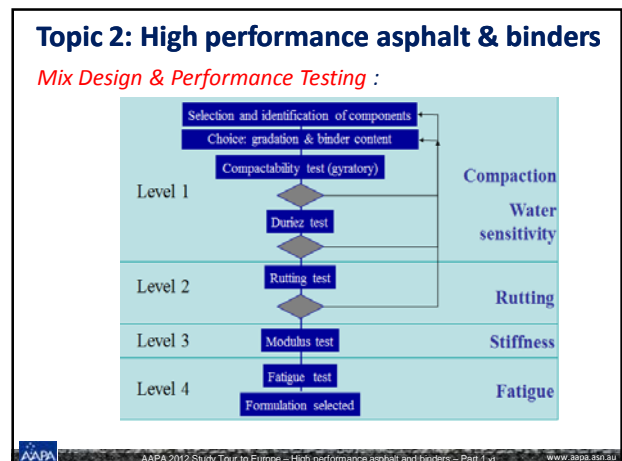 Topic 2: High performance asphalt & binders
Mix Design & Performance Testing :
Selection and identification of components
Choice: gradation & binder content
Compactability test (gyratory)
Compaction
Level 1
Water
sensitivity
Duriez test
Rutting test
Level 2
Rutting
Level 3
Modulus test
Stiffness
Fatigue test
Level 4
Fatigue
Formulation selected
AAPA
AAPA 2012 Study Tour to Europe – High performance asphalt and binders – Part 1 v1
www.aapa.asn.au